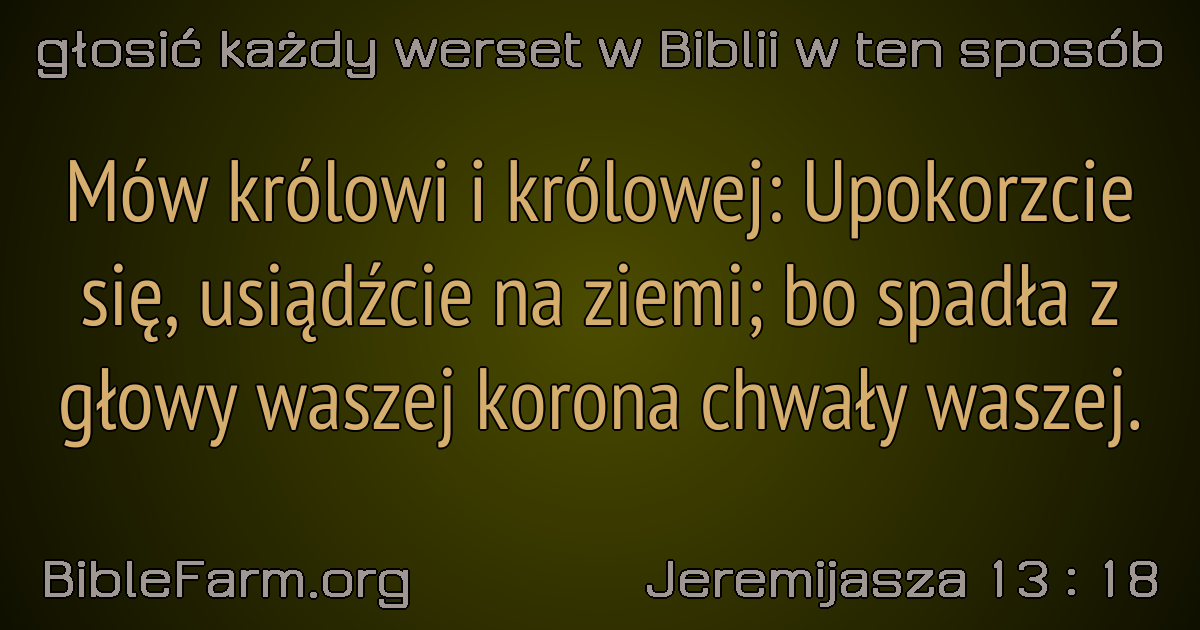 głosić każdy werset w Biblii w ten sposób
Mów królowi i królowej: Upokorzcie
się, usiądźcie na ziemi; bo spadła z
głowy waszej korona chwały waszej.
BibleFarm.org
Jeremijasza 13 : 18